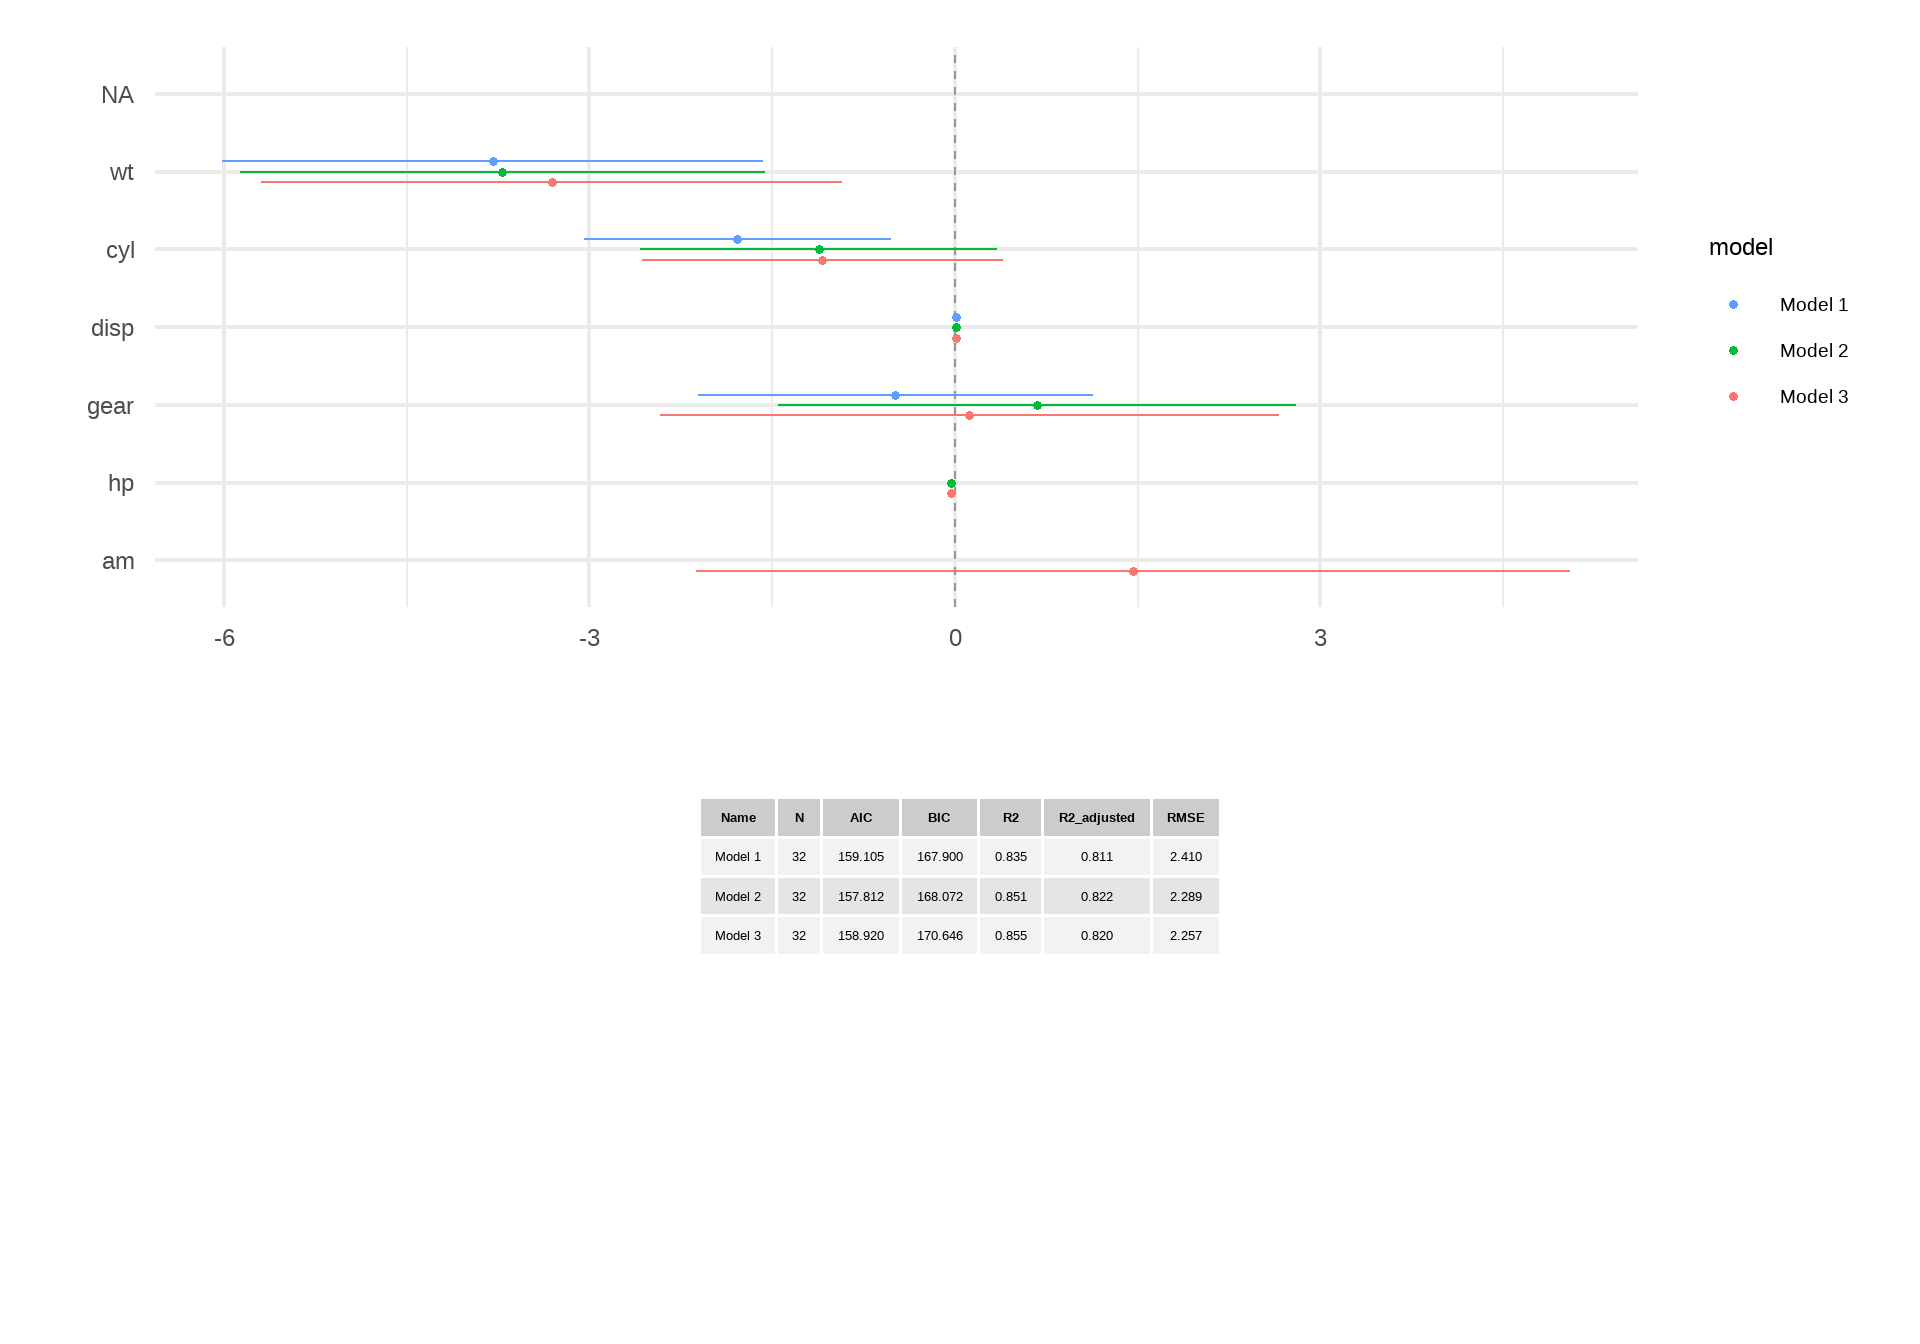 NA
wt
cyl
disp
gear
hp
am
-6 -3 0 3
model
Model 1
Model 2
Model 3
Name N AIC BIC R2 R2_adjusted RMSE
Model 1 32 159.105 167.900 0.835 0.811 2.410
Model 2 32 157.812 168.072 0.851 0.822 2.289
Model 3 32 158.920 170.646 0.855 0.820 2.257